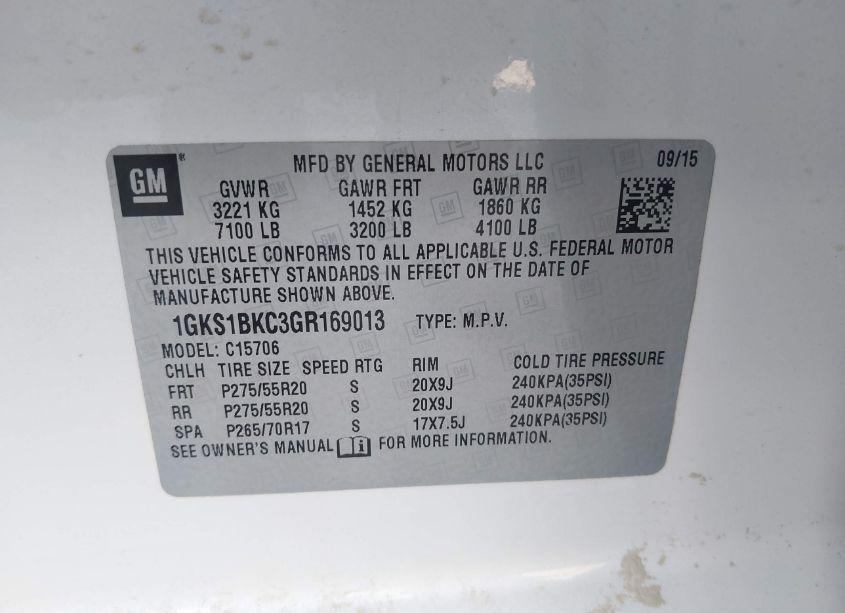 GM ® MFD BY GENERAL MOTORS LLC 09/15
GVWR GAWR FRT GAWR RR
3221 KG 1452 KG 1860 KG
7100 LB 3200 LB 4100 LB
THIS VEHICLE CONFORMS TO ALL APPLICABLE U.S. FEDERAL MOTOR
VEHICLE SAFETY STANDARDS IN EFFECT ON THE DATE OF
MANUFACTURE SHOWN ABOVE.
1GKS1BKC3GR169013 TYPE: M.P.V.
MODEL: C15706
CHLH TIRE SIZE SPEED RTG RIM COLD TIRE PRESSURE
FRT P275/55R20 S 20X9J 240KPA(35PSI)
RR P275/55R20 S 20X9J 240KPA(35PSI)
SPA P265/70R17 S 17X7.5J 240KPA(35PSI)
SEE OWNER'S MANUAL FOR MORE INFORMATION.